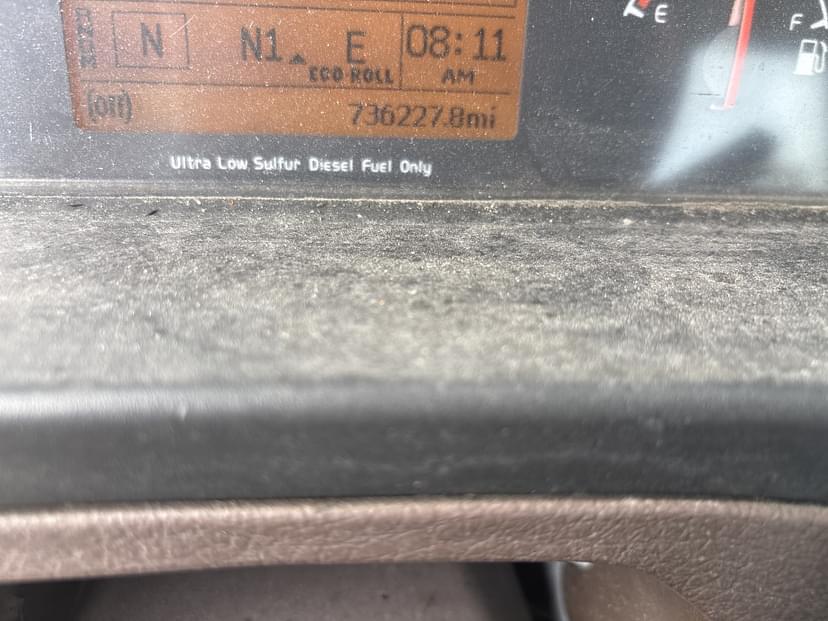 N N1 E 08:11
ECO ROLL AM
(off) 736227.8mi
Ultra Low Sulfur Diesel Fuel Only
E
F